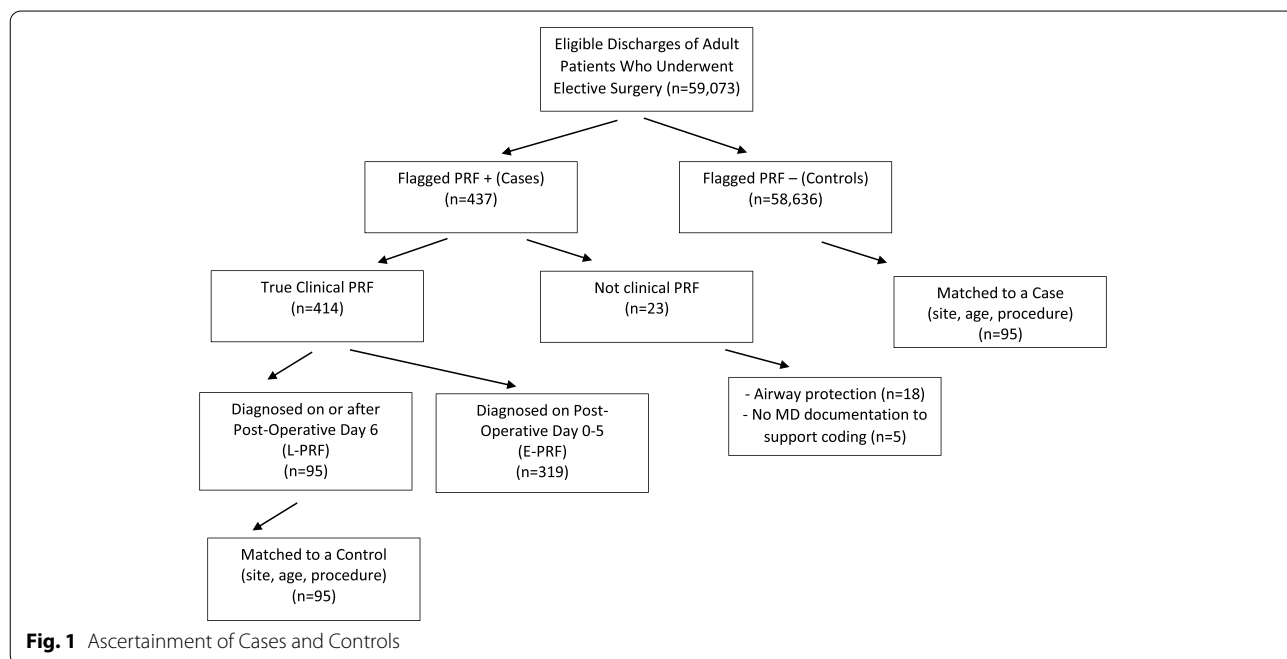 Eligible Discharges of Adult
Patients Who Underwent
Elective Surgery (n=59,073)
Flagged PRF + (Cases)
(n=437)
Flagged PRF – (Controls)
(n=58,636)
True Clinical PRF
(n=414)
Not clinical PRF
(n=23)
Matched to a Case
(site, age, procedure)
(n=95)
Diagnosed on or after
Post-Operative Day 6
(L-PRF)
(n=95)
Diagnosed on Post-
Operative Day 0-5
(E-PRF)
(n=319)
- Airway protection (n=18)
- No MD documentation to
support coding (n=5)
Matched to a Control
(site, age, procedure)
(n=95)
Fig. 1 Ascertainment of Cases and Controls